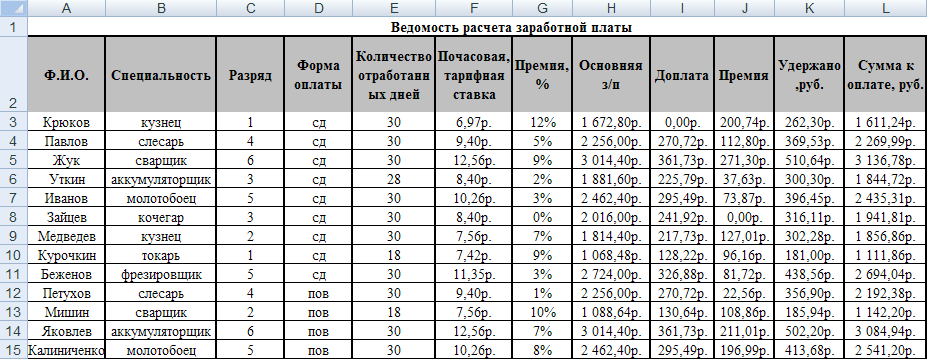 A B C D E F G H I J K L
1 Ведомость расчета заработной платы
2 Ф.И.О. Специальность Разряд Форма оплаты Количество отработанн ых дней Почасовая, тарифная ставка Премия, % Основняя з/п Доплата Премия Удержано ,руб. Сумма к оплате, руб.
3 Крюков кузнец 1 сд 30 6,97р. 12% 1 672,80р. 0,00р. 200,74р. 262,30р. 1 611,24р.
4 Павлов слесарь 4 сд 30 9,40р. 5% 2 256,00р. 270,72р. 112,80р. 369,53р. 2 269,99р.
5 Жук сварщик 6 сд 30 12,56р. 9% 3 014,40р. 361,73р. 271,30р. 510,64р. 3 136,78р.
6 Уткин аккумуляторщик 3 сд 28 8,40р. 2% 1 881,60р. 225,79р. 37,63р. 300,30р. 1 844,72р.
7 Иванов молотобоец 5 сд 30 10,26р. 3% 2 462,40р. 295,49р. 73,87р. 396,45р. 2 435,31р.
8 Зайцев кочегар 3 сд 30 8,40р. 0% 2 016,00р. 241,92р. 0,00р. 316,11р. 1 941,81р.
9 Медведев кузнец 2 сд 30 7,56р. 7% 1 814,40р. 217,73р. 127,01р. 302,28р. 1 856,86р.
10 Курочкин токарь 1 сд 18 7,42р. 9% 1 068,48р. 128,22р. 96,16р. 181,00р. 1 111,86р.
11 Беженов фрезировщик 5 сд 30 11,35р. 3% 2 724,00р. 326,88р. 81,72р. 438,56р. 2 694,04р.
12 Петухов слесарь 4 пов 30 9,40р. 1% 2 256,00р. 270,72р. 22,56р. 356,90р. 2 192,38р.
13 Мишин сварщик 2 пов 18 7,56р. 10% 1 088,64р. 130,64р. 108,86р. 185,94р. 1 142,20р.
14 Яковлев аккумуляторщик 6 пов 30 12,56р. 7% 3 014,40р. 361,73р. 211,01р. 502,20р. 3 084,94р.
15 Калиниченко молотобоец 5 пов 30 10,26р. 8% 2 462,40р. 295,49р. 196,99р. 413,68р. 2 541,20р.